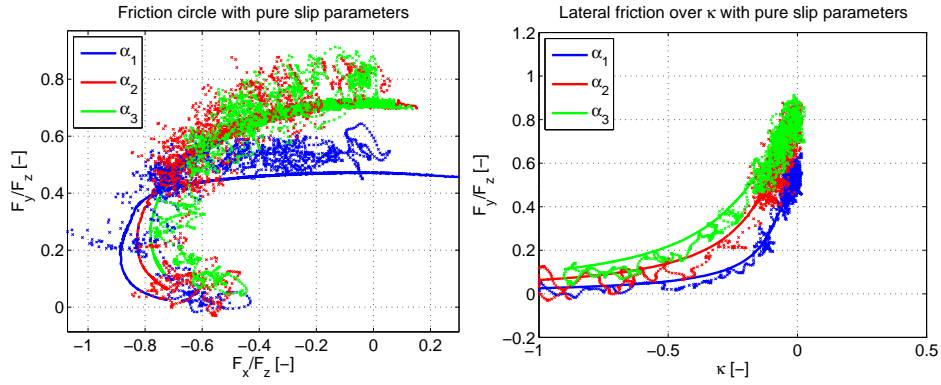 Friction circle with pure slip parameters
α1
α2
α3
0.8
0.6
0.4
0.2
0
−1 −0.8 −0.6 −0.4 −0.2 0 0.2
Fx/Fz [−]
Fy/Fz [−]
Lateral friction over κ with pure slip parameters
α1
α2
α3
1.2
1
0.8
0.6
0.4
0.2
0
−0.2
−1 −0.5 0 0.5
κ [−]
Fy/Fz [−]